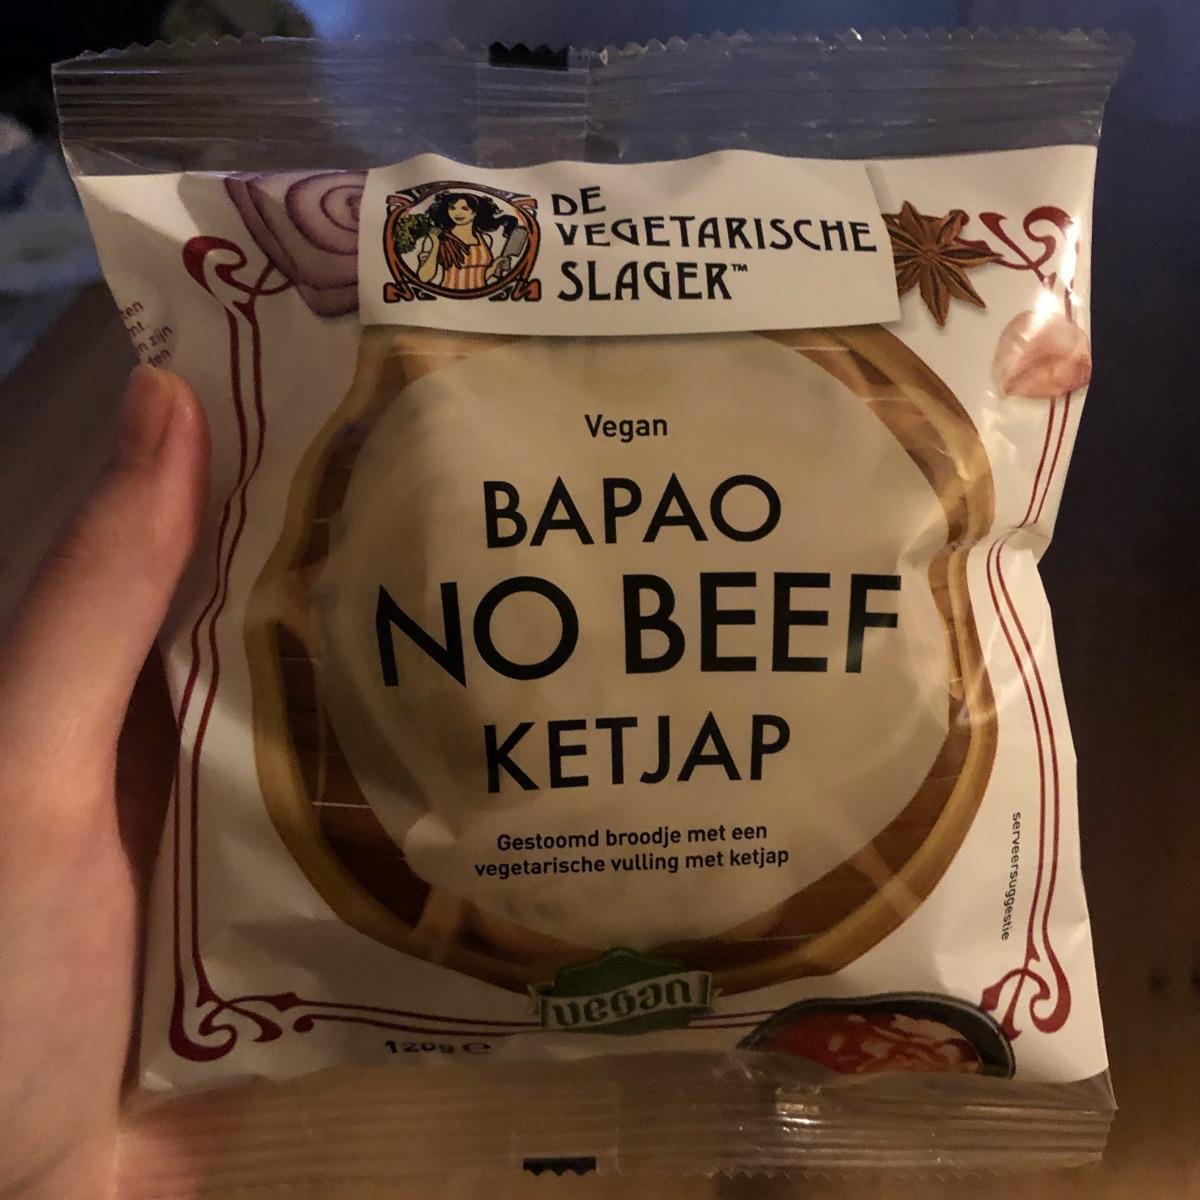 DE
VEGETARISCHE
SLAGER™
Vegan
BAPAO
NO BEEF
KETJAP
Gestoomd broodje met een
vegetarische vulling met ketjap
serveersuggestie
vegan
120g e
zijn